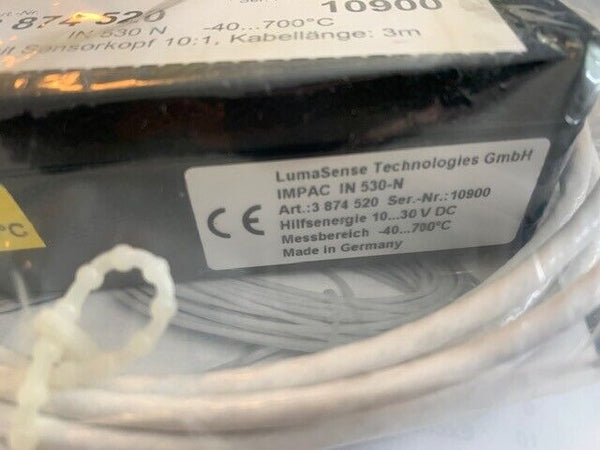 874 520
10900
IN 530 N -40...700°C
Sensorkopf 10:1, Kabellänge: 3m
°C
CE
LumaSense Technologies GmbH
IMPAC IN 530-N
Art.:3 874 520 Ser.-Nr.:10900
Hilfsenergie 10...30 V DC
Messbereich -40...700°C
Made in Germany